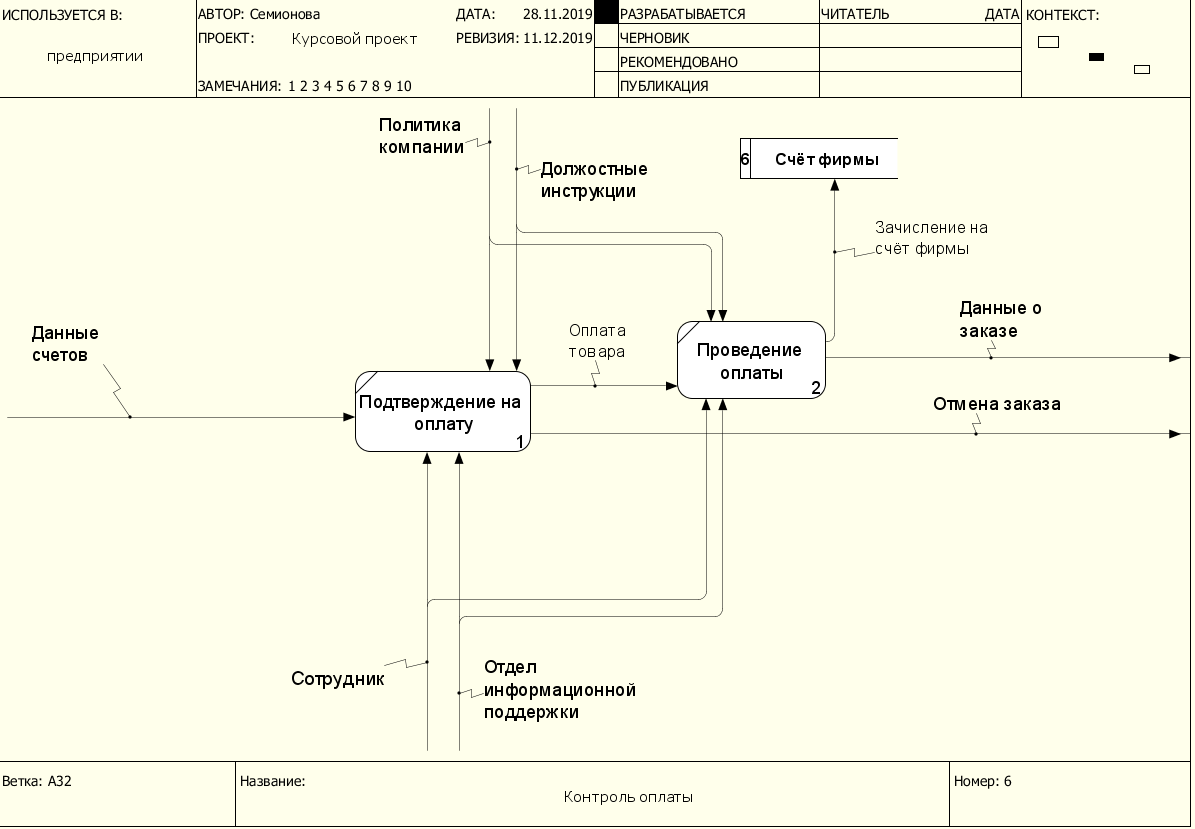 ИСПОЛЬЗУЕТСЯ В:
предприятии
АВТОР: Семионова
ДАТА: 28.11.2019
ПРОЕКТ: Курсовой проект
РЕВИЗИЯ: 11.12.2019
ЗАМЕЧАНИЯ: 1 2 3 4 5 6 7 8 9 10
РАЗРАБАТЫВАЕТСЯ
ЧЕРНОВИК
РЕКОМЕНДОВАНО
ПУБЛИКАЦИЯ
ЧИТАТЕЛЬ
ДАТА
КОНТЕКСТ:
Политика
компании
Должостные
инструкции
6
Счёт фирмы
Зачисление на
счёт фирмы
Данные
счетов
Оплата
товара
Данные о
заказе
Проведение
оплаты
2
Подтверждение на
оплату
1
Отмена заказа
Сотрудник
Отдел
информационной
поддержки
Ветка: A32
Название:
Контроль оплаты
Номер: 6